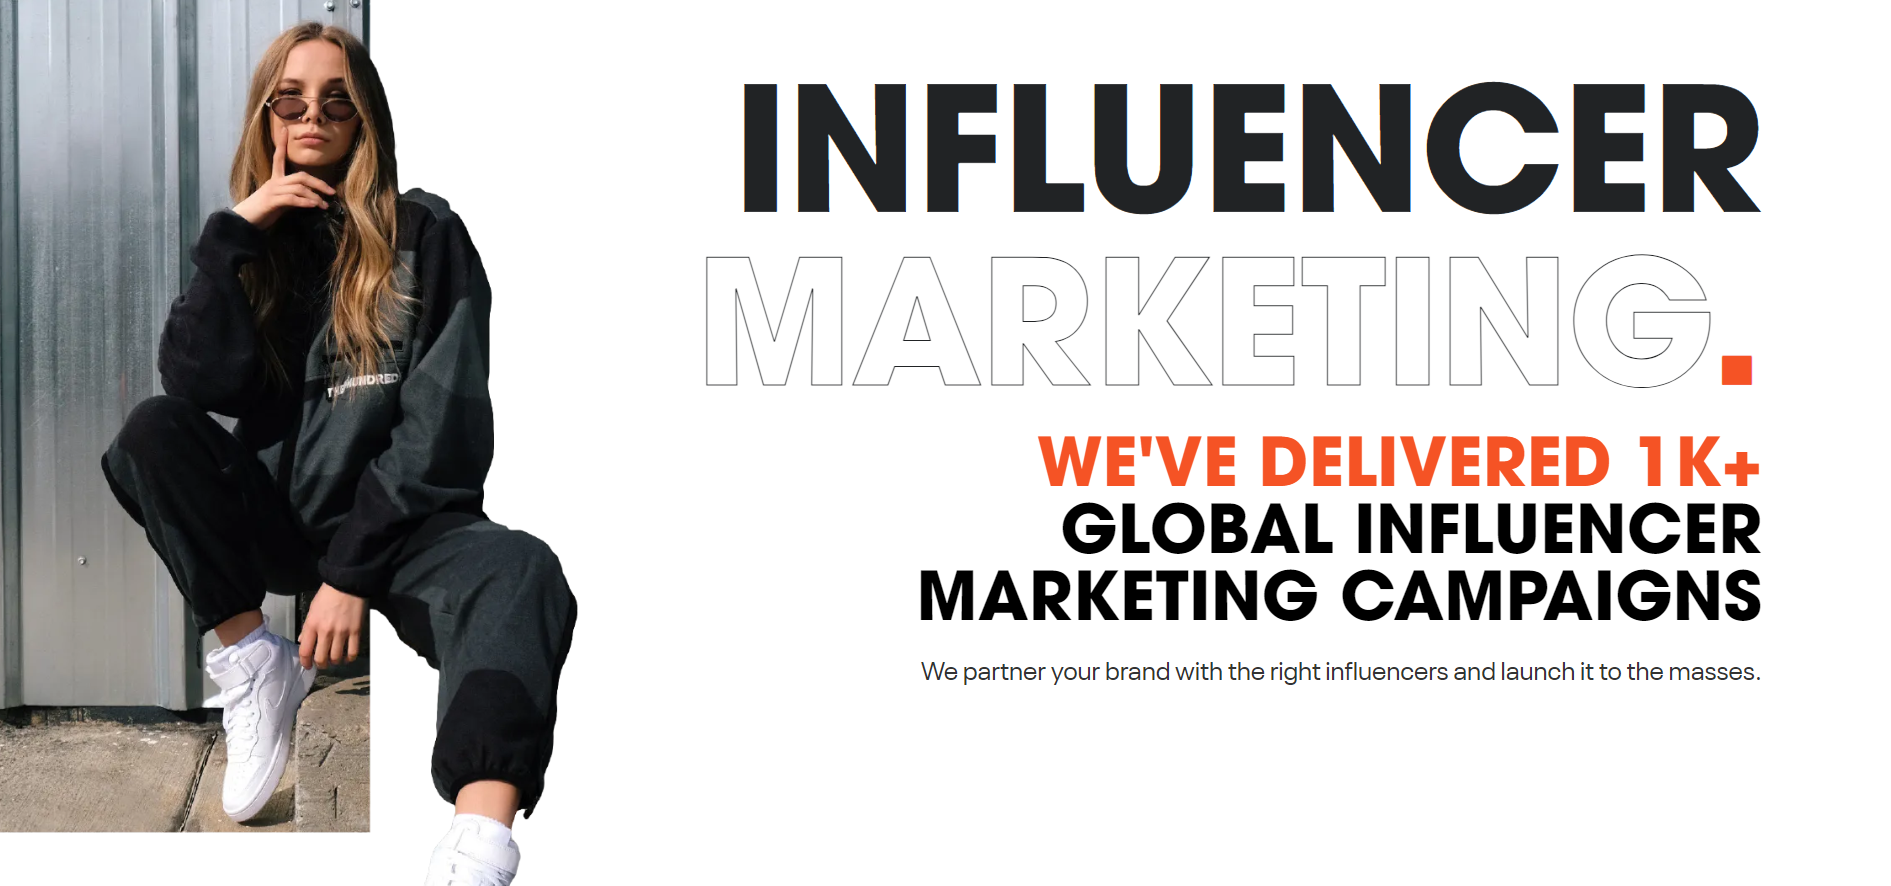 INFLUENCER
MARKETING.
WE'VE DELIVERED 1K+
GLOBAL INFLUENCER
MARKETING CAMPAIGNS
We partner your brand with the right influencers and launch it to the masses.
THE HUNDRED